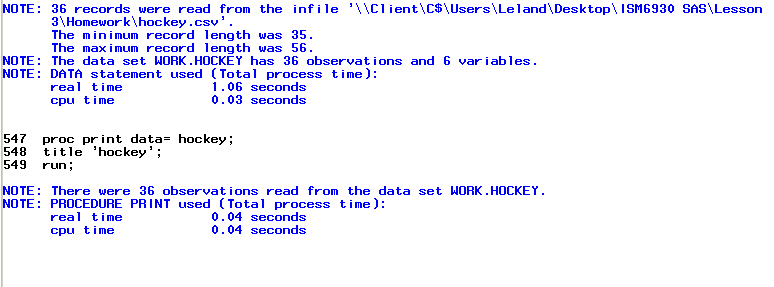 NOTE: 36 records were read from the infile '\\Client\C$\Users\Leland\Desktop\ISM6930 SAS\Lesson
3\Homework\hockey.csv'.
The minimum record length was 35.
The maximum record length was 56.
NOTE: The data set WORK.HOCKEY has 36 observations and 6 variables.
NOTE: DATA statement used (Total process time):
real time 1.06 seconds
cpu time 0.03 seconds
547 proc print data= hockey;
548 title 'hockey';
549 run;
NOTE: There were 36 observations read from the data set WORK.HOCKEY.
NOTE: PROCEDURE PRINT used (Total process time):
real time 0.04 seconds
cpu time 0.04 seconds